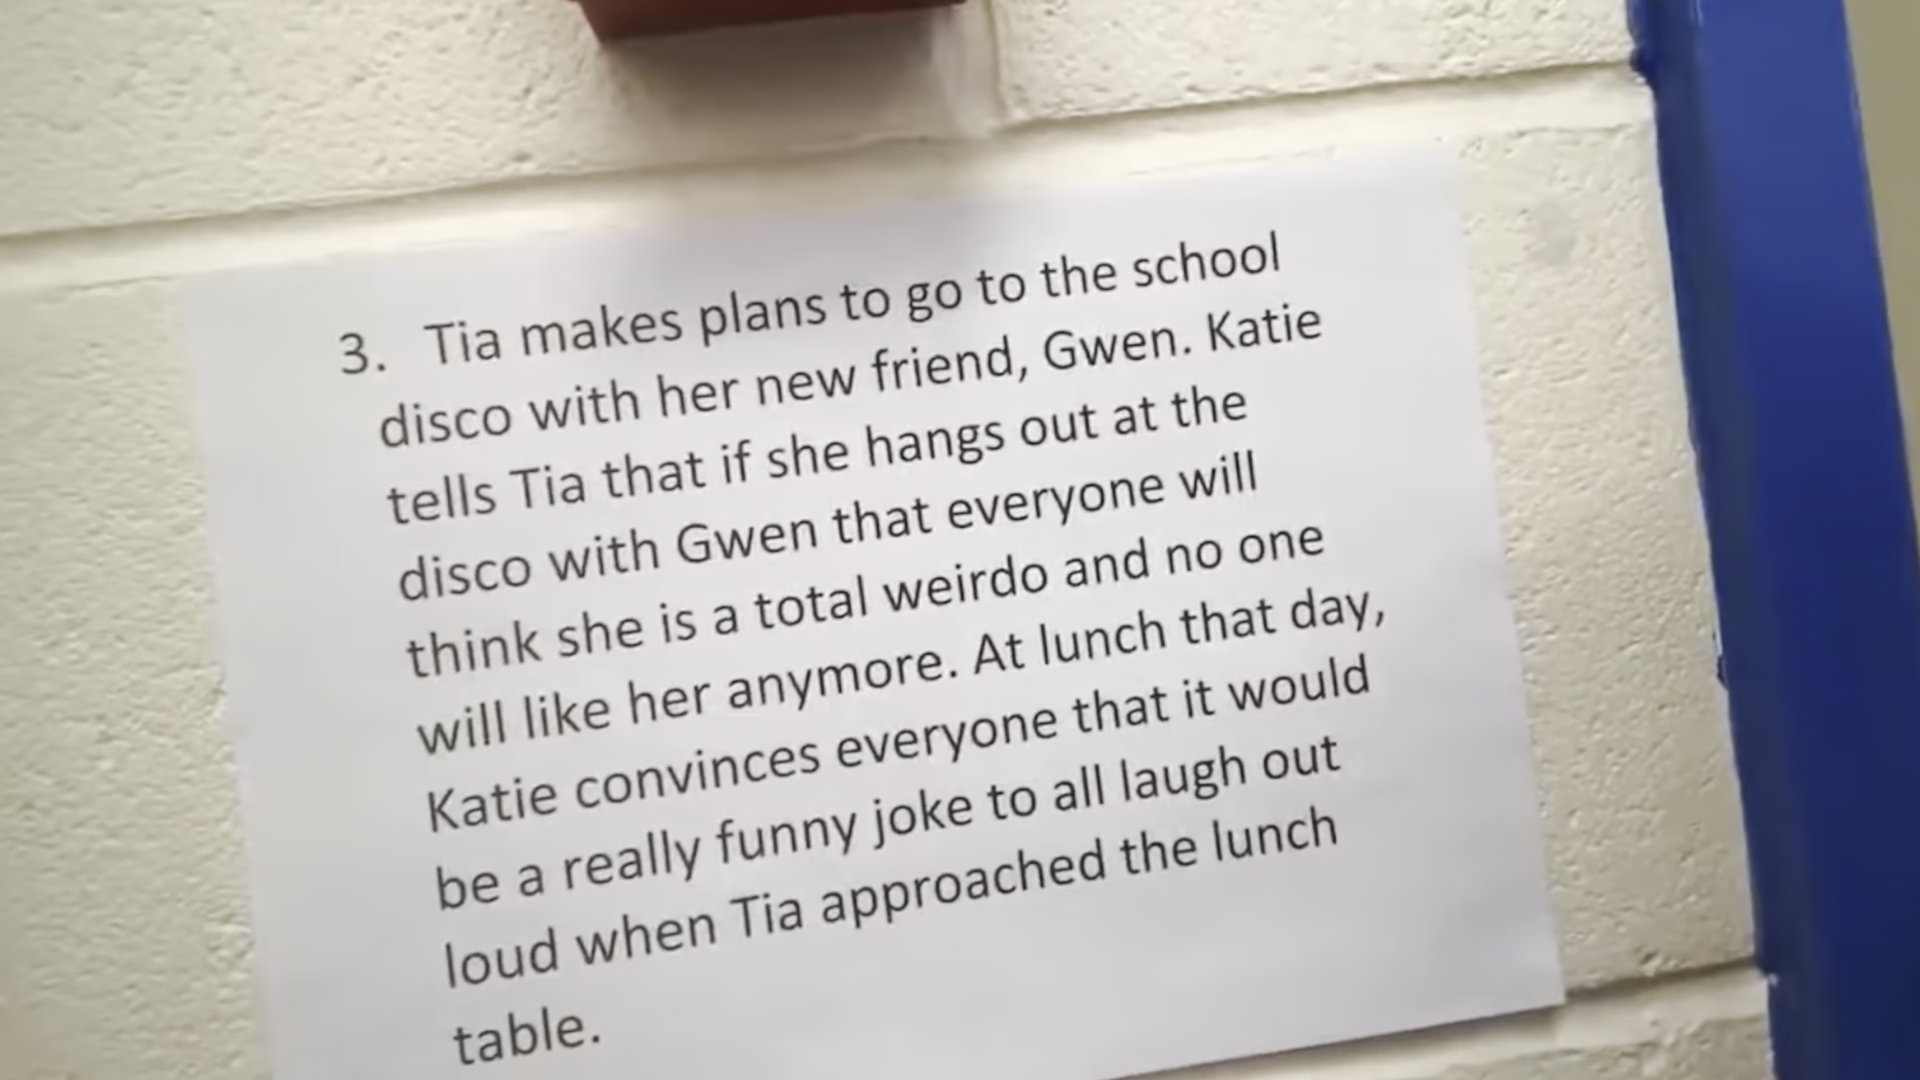 3. Tia makes plans to go to the school
disco with her new friend, Gwen. Katie
tells Tia that if she hangs out at the
disco with Gwen that everyone will
think she is a total weirdo and no one
will like her anymore. At lunch that day,
Katie convinces everyone that it would
be a really funny joke to all laugh out
loud when Tia approached the lunch
table.